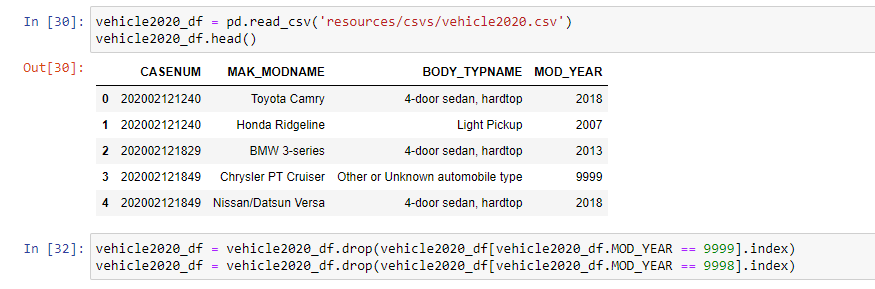 In [30]: vehicle2020_df = pd.read_csv('resources/csvs/vehicle2020.csv')
vehicle2020_df.head()
Out[30]:
CASENUM MAK_MODNAME BODY_TYPNAME MOD_YEAR
0 202002121240 Toyota Camry 4-door sedan, hardtop 2018
1 202002121240 Honda Ridgeline Light Pickup 2007
2 202002121829 BMW 3-series 4-door sedan, hardtop 2013
3 202002121849 Chrysler PT Cruiser Other or Unknown automobile type 9999
4 202002121849 Nissan/Datsun Versa 4-door sedan, hardtop 2018
In [32]: vehicle2020_df = vehicle2020_df.drop(vehicle2020_df[vehicle2020_df.MOD_YEAR == 9999].index)
vehicle2020_df = vehicle2020_df.drop(vehicle2020_df[vehicle2020_df.MOD_YEAR == 9998].index)